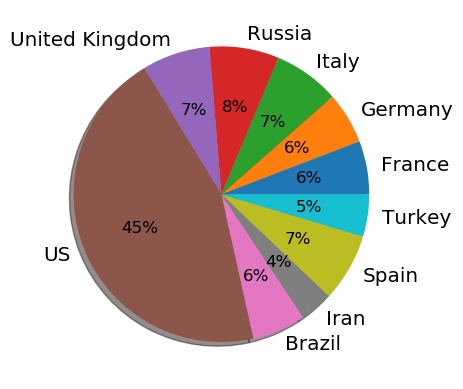 Russia
United Kingdom
Italy
Germany
France
Turkey
Spain
Iran
Brazil
US
8%
7%
7%
6%
6%
5%
7%
4%
6%
45%